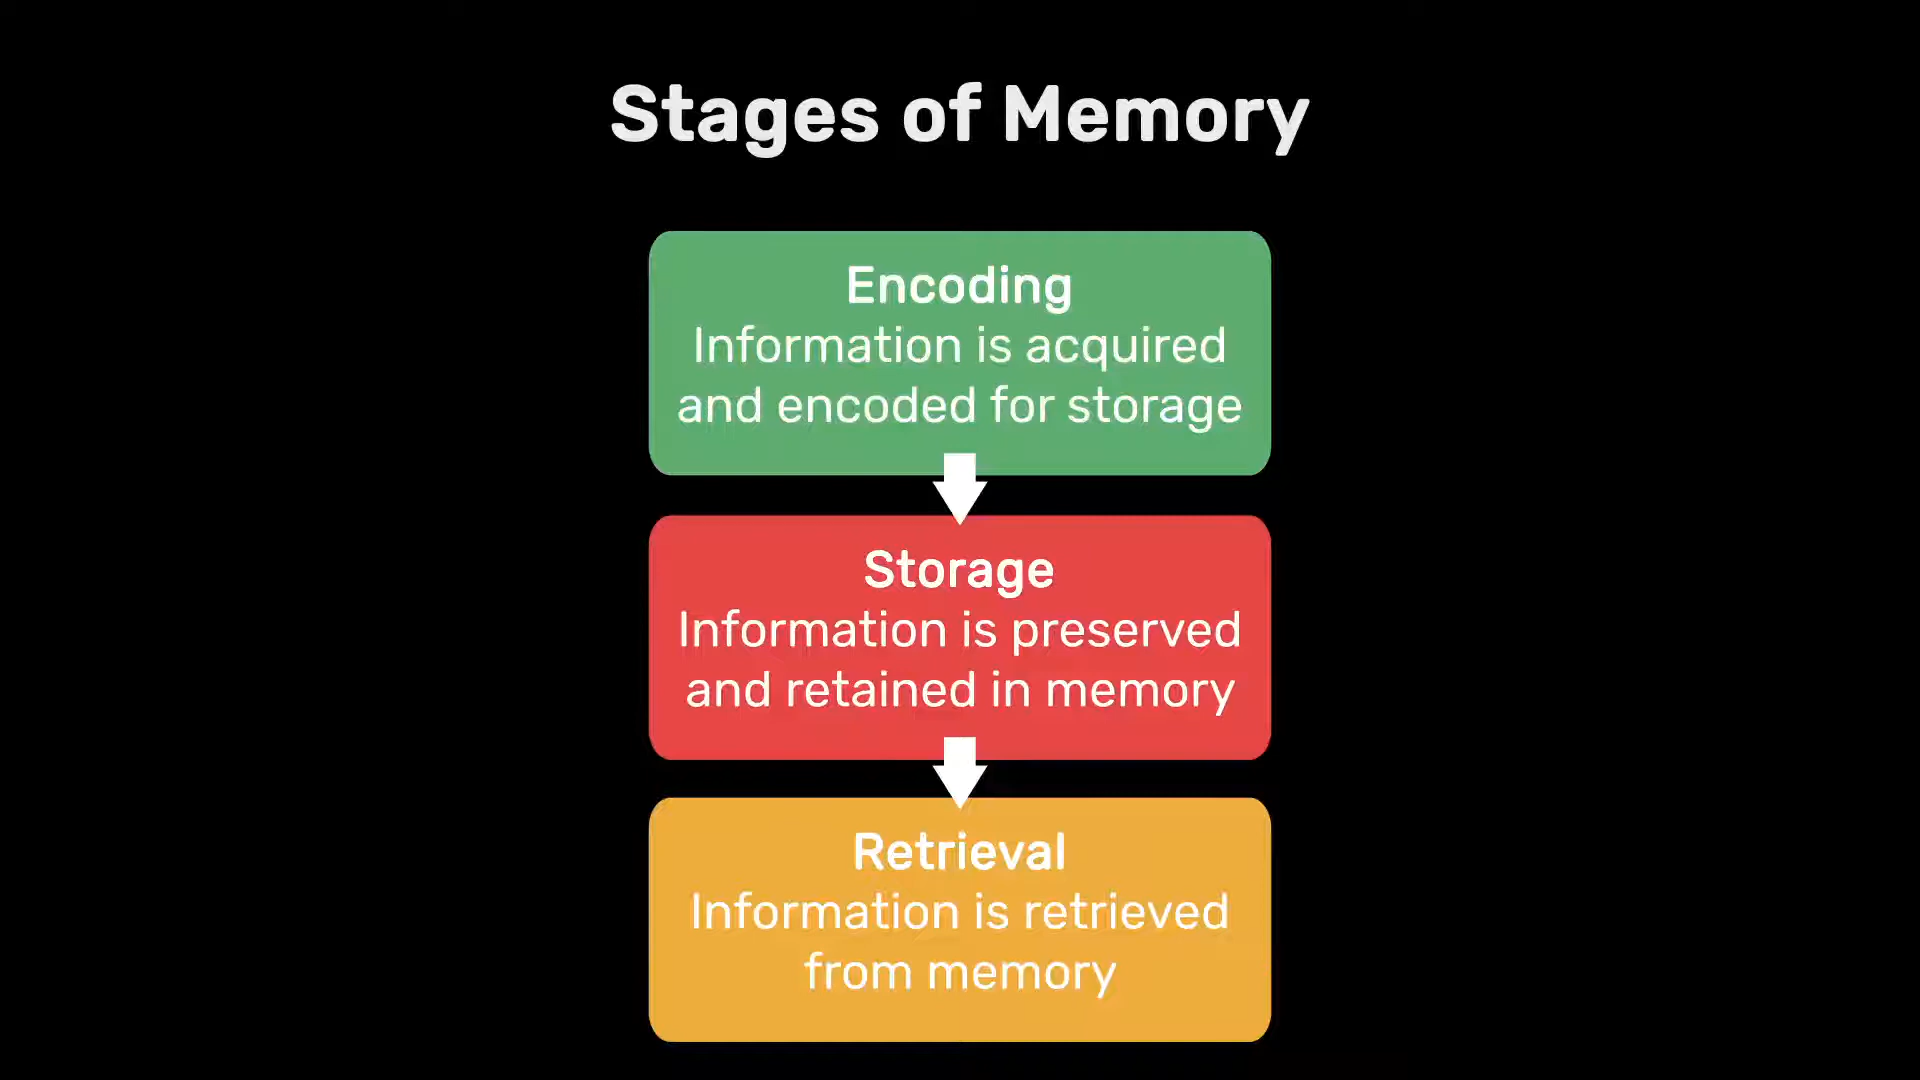 Stages of Memory
Encoding
Information is acquired
and encoded for storage
Storage
Information is preserved
and retained in memory
Retrieval
Information is retrieved
from memory